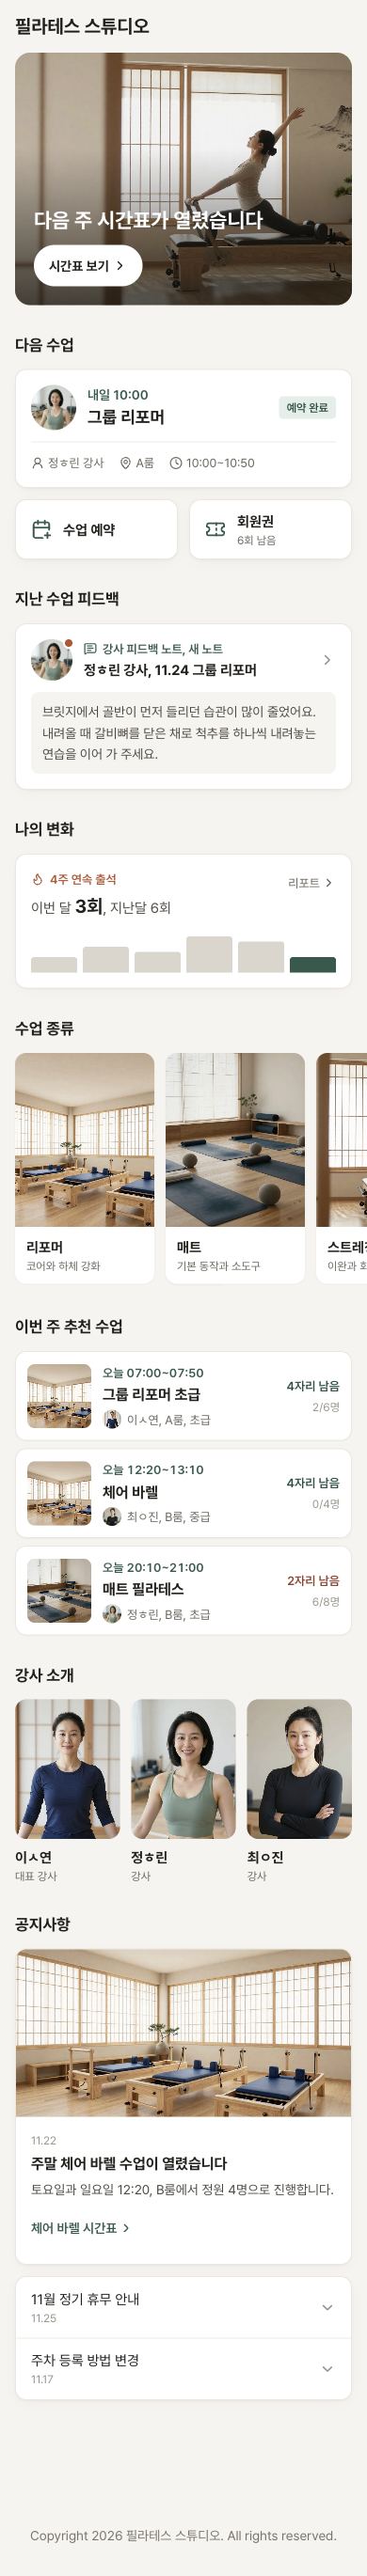 필라테스 스튜디오
다음 주 시간표가 열렸습니다
시간표 보기
다음 수업
내일 10:00
그룹 리포머
예약 완료
정ㅎ린 강사 A룸 10:00~10:50
수업 예약
회원권
6회 남음
지난 수업 피드백
강사 피드백 노트, 새 노트
정ㅎ린 강사, 11.24 그룹 리포머
브릿지에서 골반이 먼저 들리던 습관이 많이 줄었어요.
내려올 때 갈비뼈를 닫은 채로 척추를 하나씩 내려놓는
연습을 이어 가 주세요.
나의 변화
4주 연속 출석
리포트
이번 달 3회, 지난달 6회
수업 종류
리포머
코어와 하체 강화
매트
기본 동작과 소도구
이완과
이번 주 추천 수업
오늘 07:00~07:50
그룹 리포머 초급
이ㅅ연, A룸, 초급
4자리 남음
2/6명
오늘 12:20~13:10
체어 바렐
최ㅇ진, B룸, 중급
4자리 남음
0/4명
오늘 20:10~21:00
매트 필라테스
정ㅎ린, B룸, 초급
2자리 남음
6/8명
강사 소개
이ㅅ연
대표 강사
정ㅎ린
강사
최ㅇ진
강사
공지사항
11.22
주말 체어 바렐 수업이 열렸습니다
토요일과 일요일 12:20, B룸에서 정원 4명으로 진행합니다.
체어 바렐 시간표
11월 정기 휴무 안내
11.25
주차 등록 방법 변경
11.17
Copyright 2026 필라테스 스튜디오. All rights reserved.